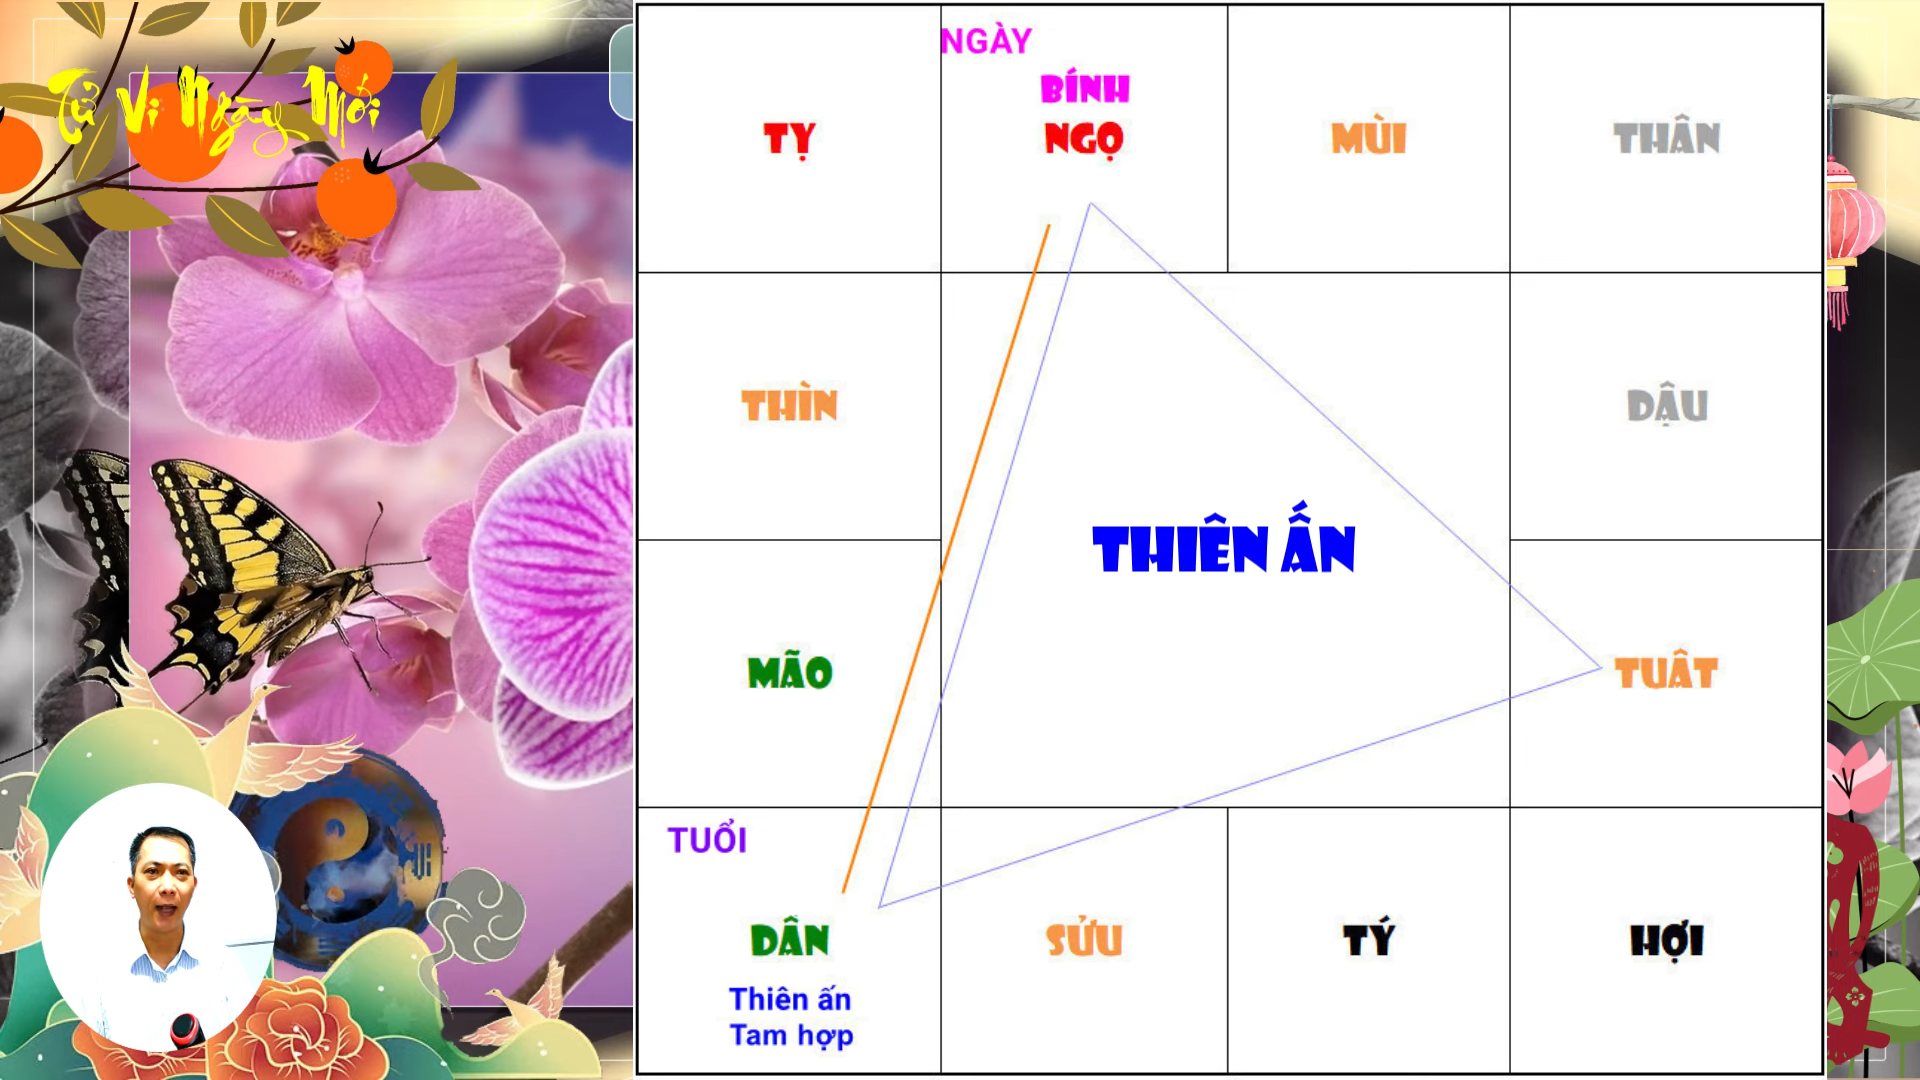 Tử Vi Ngày Mới
NGÀY
BÍNH
TỴ
NGỌ
MÙI
THÂN
THÌN
DẬU
THIÊN ẤN
MÃO
TUẤT
TUỔI
DẦN
SỬU
TÝ
HỢI
Thiên ấn
Tam hợp